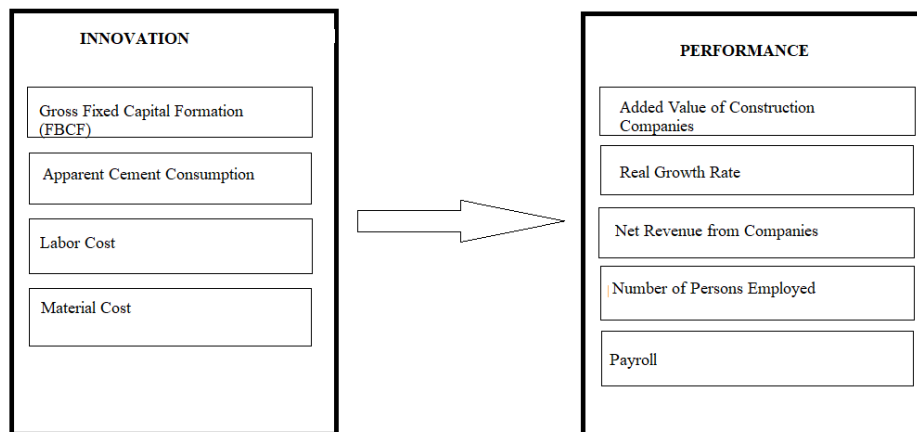 INNOVATION
Gross Fixed Capital Formation
(FBCF)
Apparent Cement Consumption
Labor Cost
Material Cost
PERFORMANCE
Added Value of Construction
Companies
Real Growth Rate
Net Revenue from Companies
Number of Persons Employed
Payroll